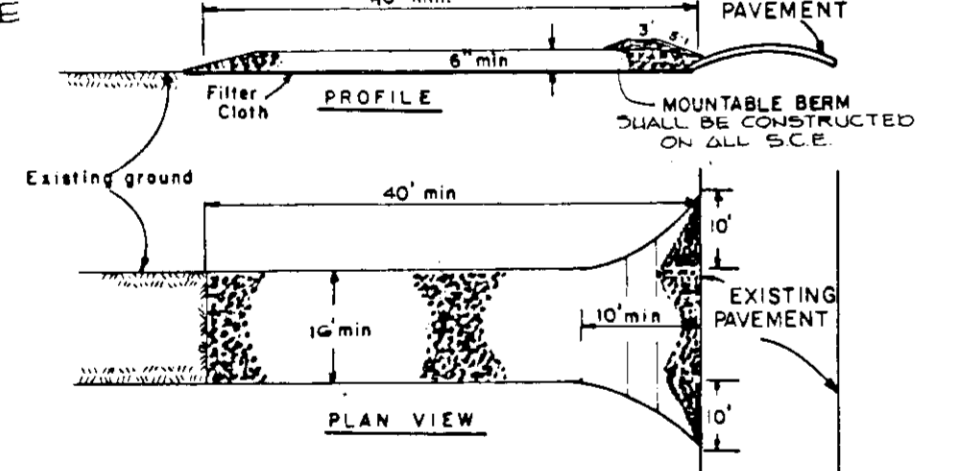 E
PAVEMENT
3'
6" min
Filter
Cloth
PROFILE
MOUNTABLE BERM
SHALL BE CONSTRUCTED
ON ALL S.C.E.
Existing ground
40' min
10'
EXISTING
PAVEMENT
10' min
16' min
10'
PLAN VIEW